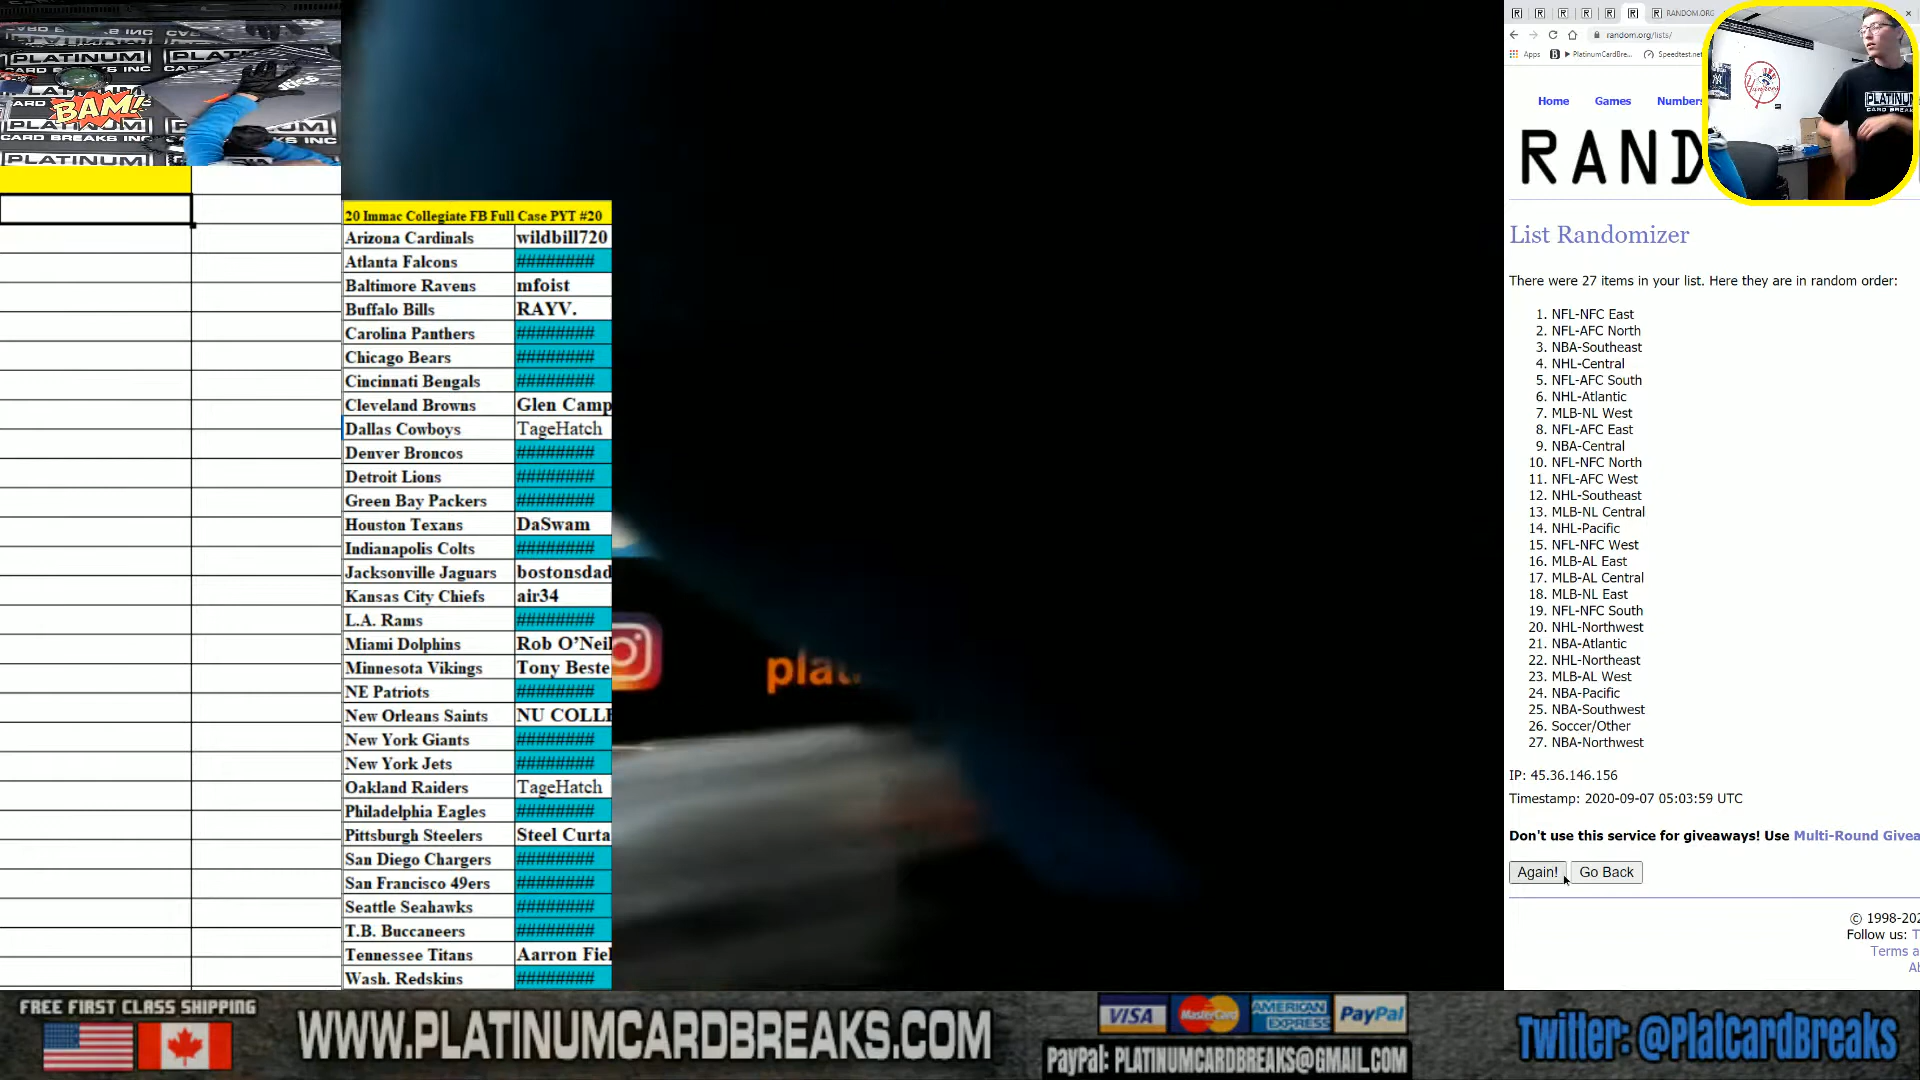 PLATINUM
CARD BREAKS INC
BAM!
PLATINUM
CARD BREAKS INC
PLATINUM
20 Immac Collegiate FB Full Case PYT #20
Arizona Cardinals wildbill720
Atlanta Falcons ########
Baltimore Ravens mfoist
Buffalo Bills RAYV.
Carolina Panthers ########
Chicago Bears ########
Cincinnati Bengals ########
Cleveland Browns Glen Camp
Dallas Cowboys TageHatch
Denver Broncos ########
Detroit Lions ########
Green Bay Packers ########
Houston Texans DaSwam
Indianapolis Colts ########
Jacksonville Jaguars bostonsdad
Kansas City Chiefs air34
L.A. Rams ########
Miami Dolphins Rob O’Neil
Minnesota Vikings Tony Beste
NE Patriots ########
New Orleans Saints NU COLLE
New York Giants ########
New York Jets ########
Oakland Raiders TageHatch
Philadelphia Eagles ########
Pittsburgh Steelers Steel Curta
San Diego Chargers ########
San Francisco 49ers ########
Seattle Seahawks ########
T.B. Buccaneers ########
Tennessee Titans Aarron Fiel
Wash. Redskins ########
plat
RANDOM.ORG
random.org/lists/
Apps PlatinumCardBre... Speedtest.net
Home Games Numbers
RAND
PLATINUM
CARD BREAKS
List Randomizer
There were 27 items in your list. Here they are in random order:
1. NFL-NFC East
2. NFL-AFC North
3. NBA-Southeast
4. NHL-Central
5. NFL-AFC South
6. NHL-Atlantic
7. MLB-NL West
8. NFL-AFC East
9. NBA-Central
10. NFL-NFC North
11. NFL-AFC West
12. NHL-Southeast
13. MLB-NL Central
14. NHL-Pacific
15. NFL-NFC West
16. MLB-AL East
17. MLB-AL Central
18. MLB-NL East
19. NFL-NFC South
20. NHL-Northwest
21. NBA-Atlantic
22. NHL-Northeast
23. MLB-AL West
24. NBA-Pacific
25. NBA-Southwest
26. Soccer/Other
27. NBA-Northwest
IP: 45.36.146.156
Timestamp: 2020-09-07 05:03:59 UTC
Don't use this service for giveaways! Use Multi-Round Givea
Again! Go Back
© 1998-202
Follow us: T
Terms a
Ab
FREE FIRST CLASS SHIPPING
WWW.PLATINUMCARDBREAKS.COM
VISA MasterCard AMERICAN EXPRESS PayPal
PayPal: PLATINUMCARDBREAKS@GMAIL.COM
Twitter: @PlatCardBreaks